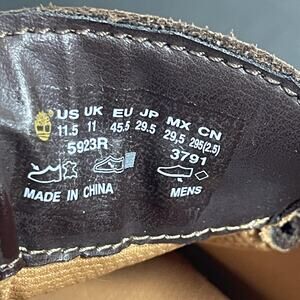 US UK EU JP MX CN
11.5 11 45.5 29.5 29,5 295(2.5)
5923R 3791
MADE IN CHINA MENS